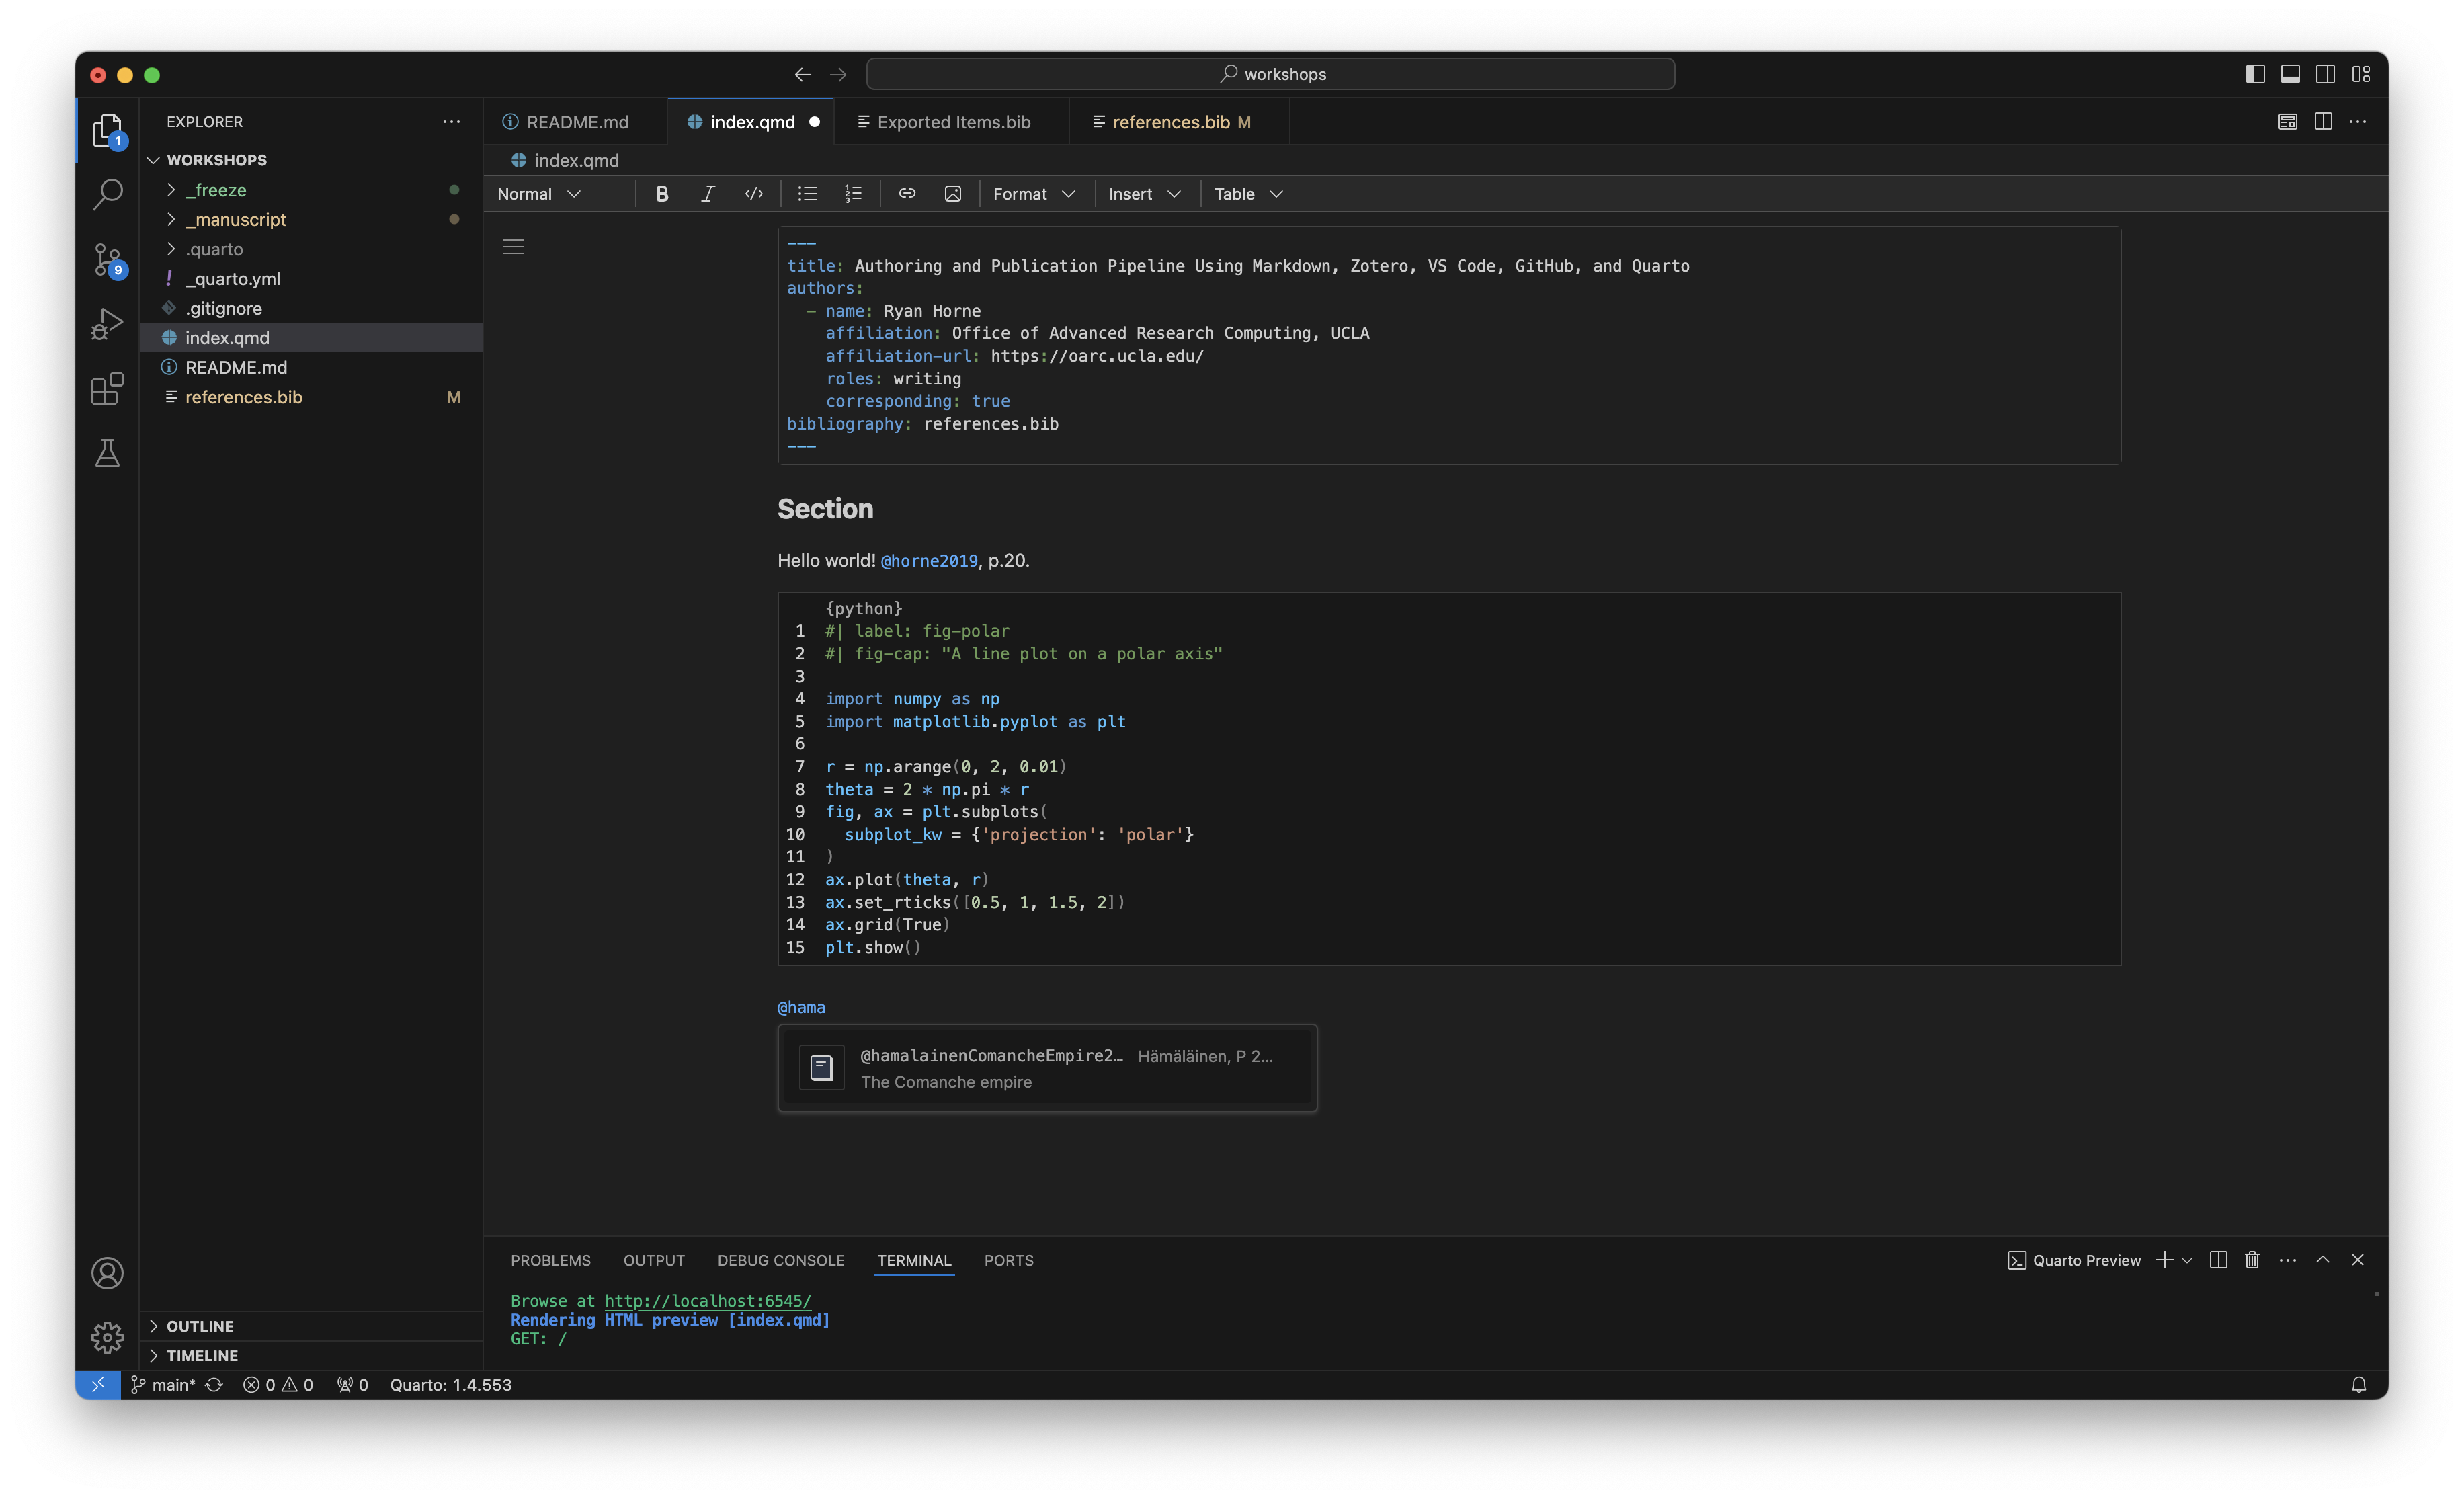 workshops
1
9
EXPLORER
WORKSHOPS
_freeze
_manuscript
.quarto
! _quarto.yml
.gitignore
index.qmd
README.md
references.bib M
OUTLINE
TIMELINE
README.md
index.qmd
Exported Items.bib
references.bib M
index.qmd
Normal
B
I
</>
Format
Insert
Table
---
title: Authoring and Publication Pipeline Using Markdown, Zotero, VS Code, GitHub, and Quarto
authors:
  - name: Ryan Horne
    affiliation: Office of Advanced Research Computing, UCLA
    affiliation-url: https://oarc.ucla.edu/
    roles: writing
    corresponding: true
bibliography: references.bib
---
Section
Hello world! @horne2019, p.20.
{python}
1 #| label: fig-polar
2 #| fig-cap: "A line plot on a polar axis"
3
4 import numpy as np
5 import matplotlib.pyplot as plt
6
7 r = np.arange(0, 2, 0.01)
8 theta = 2 * np.pi * r
9 fig, ax = plt.subplots(
10   subplot_kw = {'projection': 'polar'}
11 )
12 ax.plot(theta, r)
13 ax.set_rticks([0.5, 1, 1.5, 2])
14 ax.grid(True)
15 plt.show()
@hama
@hamalainenComancheEmpire2… Hämäläinen, P 2…
The Comanche empire
PROBLEMS OUTPUT DEBUG CONSOLE TERMINAL PORTS
Quarto Preview
Browse at http://localhost:6545/
Rendering HTML preview [index.qmd]
GET: /
main* 0 0 0 Quarto: 1.4.553